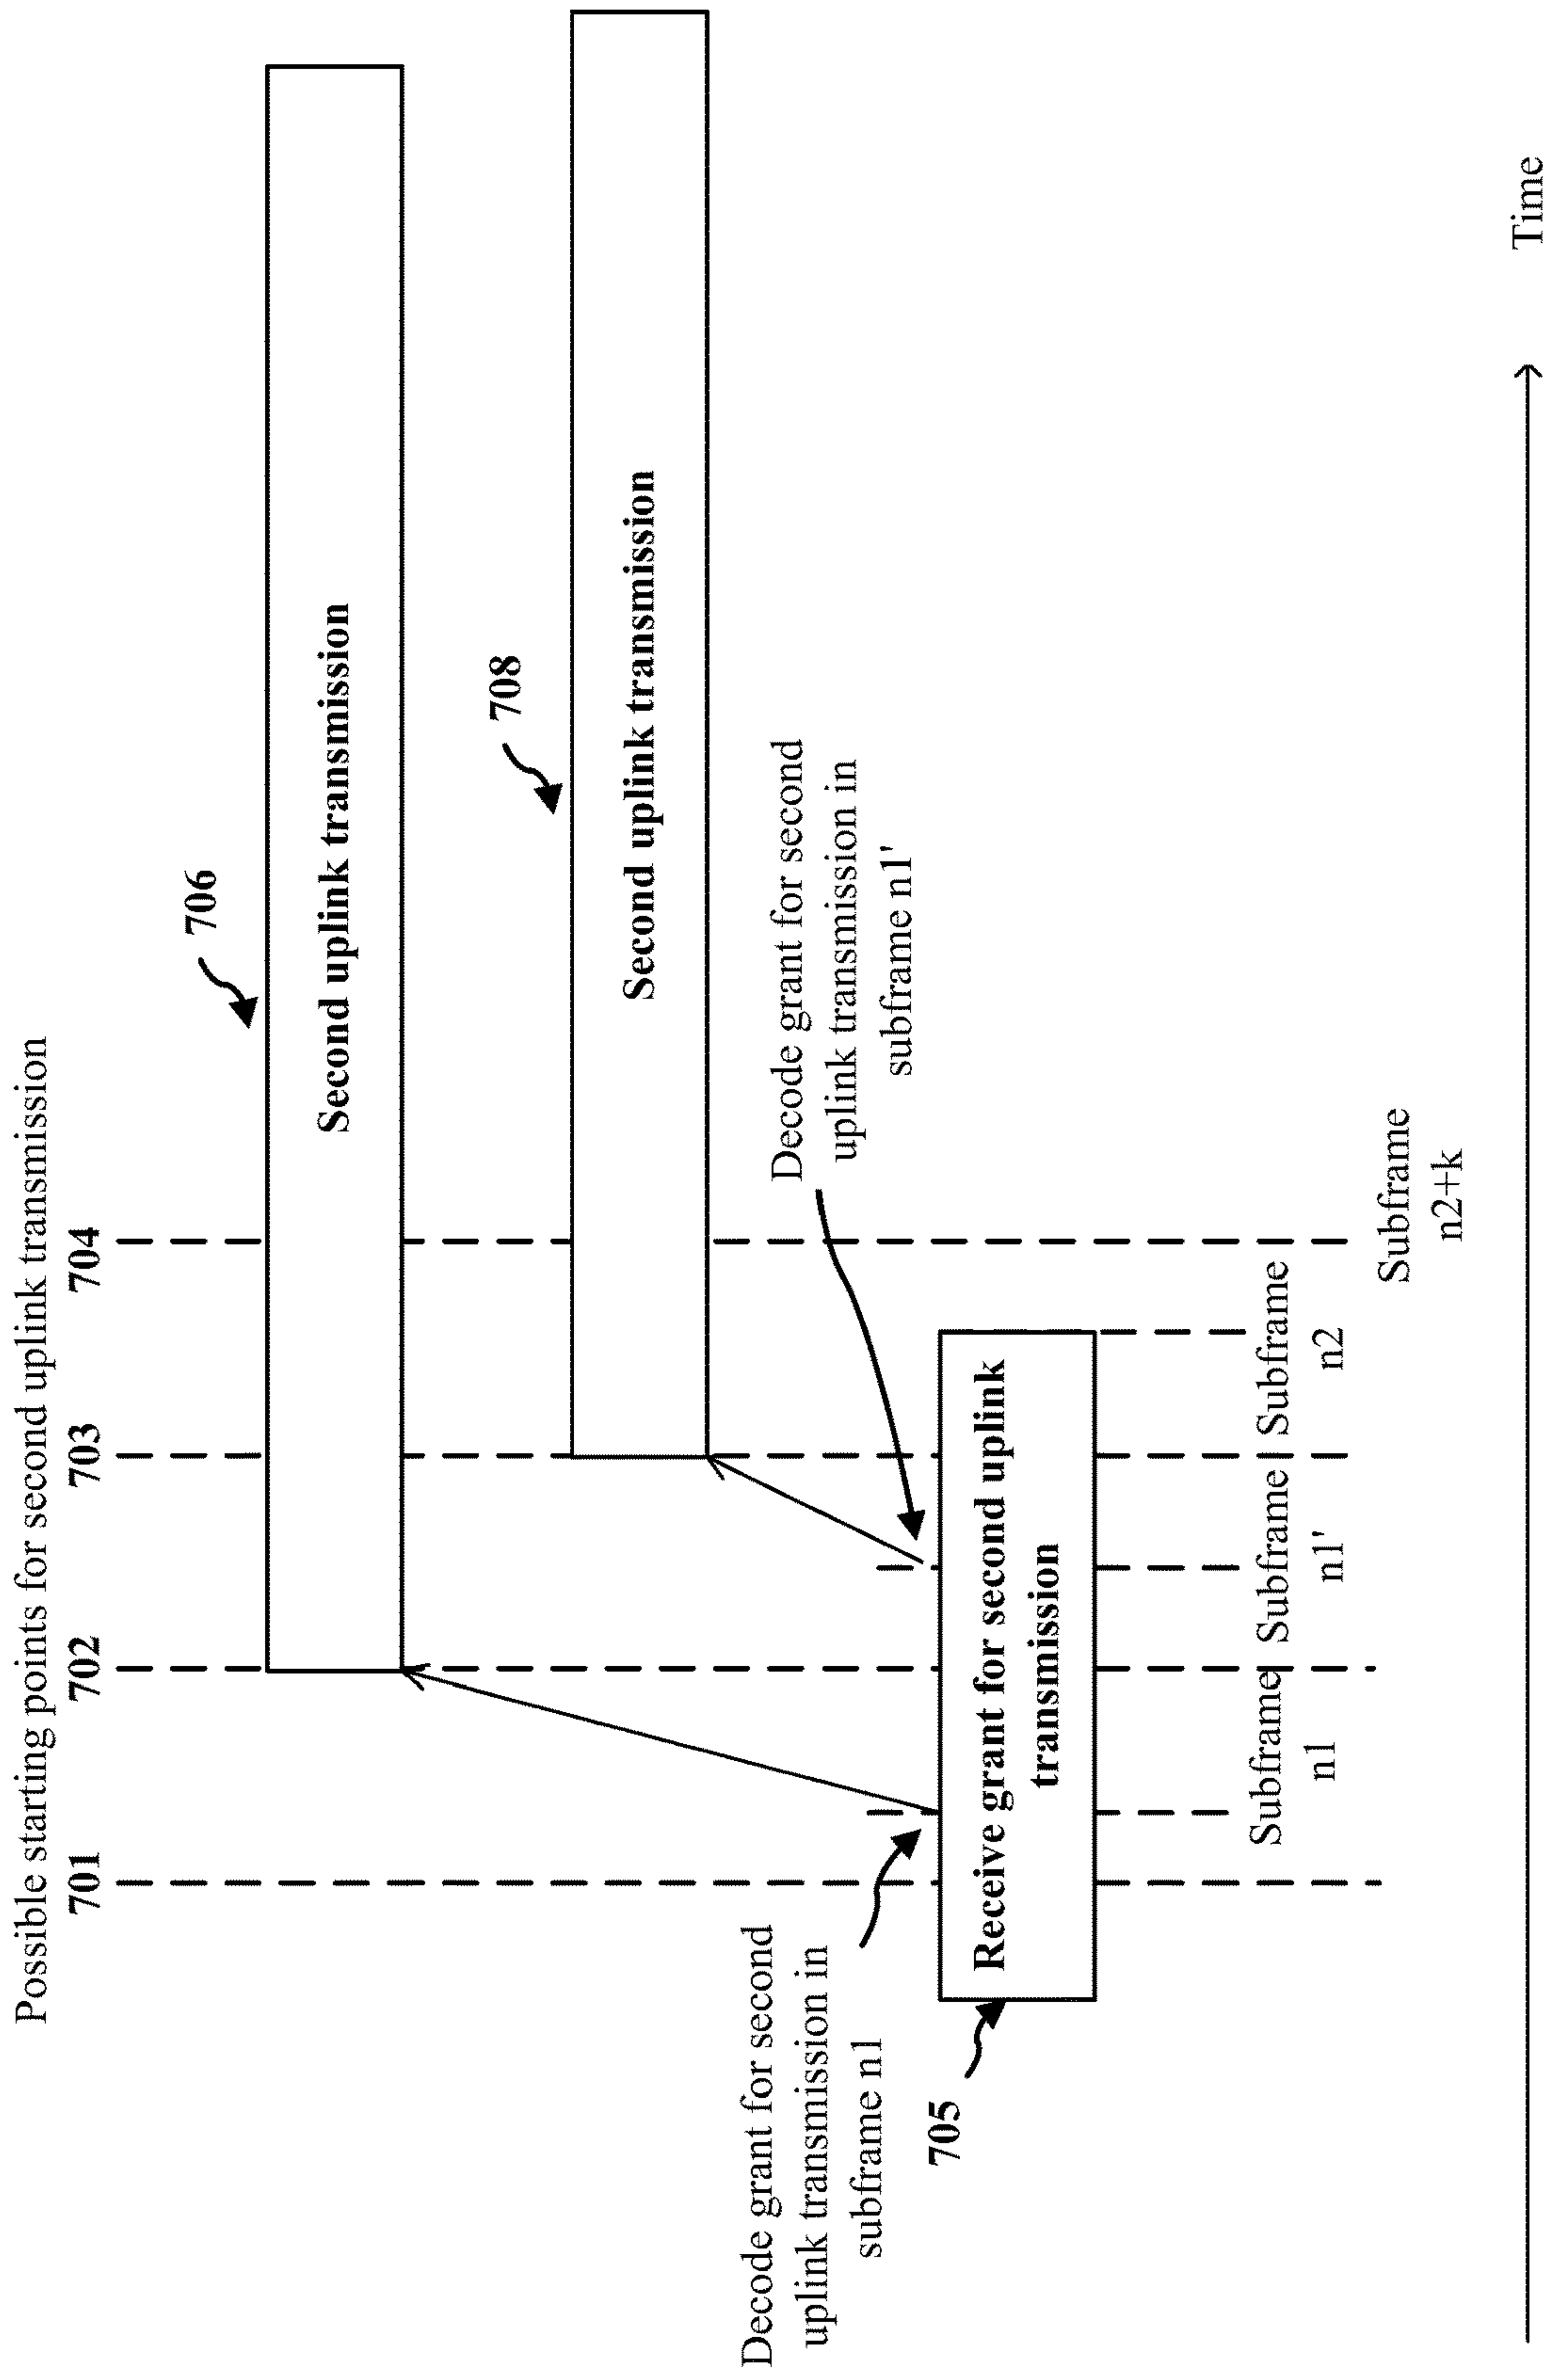 Possible starting points for second uplink transmission
701
702
703
704
706
Second uplink transmission
708
Second uplink transmission
Decode grant for second
uplink transmission in
subframe n1
Decode grant for second
uplink transmission in
subframe n1'
705
Receive grant for second uplink
transmission
Subframe
n1
Subframe
n1'
Subframe
n2
Subframe
n2+k
Time